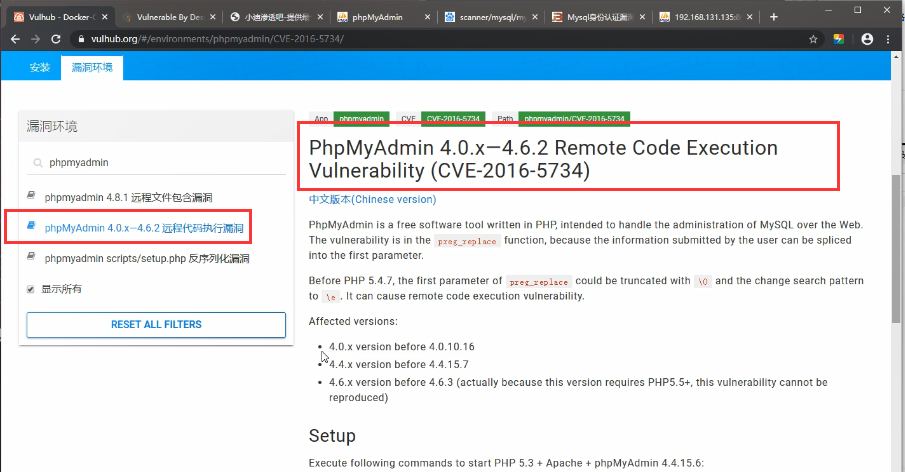 Vulhub - Docker-C
Vulnerable By De
小迪渗透吧-提供最
phpMyAdmin
scanner/mysql/my
Mysql身份认证漏洞
192.168.131.135:
vulhub.org/#/environments/phpmyadmin/CVE-2016-5734/
安装
漏洞环境
漏洞环境
phpmyadmin
phpmyadmin 4.8.1 远程文件包含漏洞
phpMyAdmin 4.0.x—4.6.2 远程代码执行漏洞
phpmyadmin scripts/setup.php 反序列化漏洞
显示所有
RESET ALL FILTERS
App phpmyadmin CVE CVE-2016-5734 Path phpmyadmin/CVE-2016-5734
PhpMyAdmin 4.0.x—4.6.2 Remote Code Execution
Vulnerability (CVE-2016-5734)
中文版本(Chinese version)
PhpMyAdmin is a free software tool written in PHP, intended to handle the administration of MySQL over the Web.
The vulnerability is in the preg_replace function, because the information submitted by the user can be spliced
into the first parameter.
Before PHP 5.4.7, the first parameter of preg_replace could be truncated with \0 and the change search pattern
to \e. It can cause remote code execution vulnerability.
Affected versions:
4.0.x version before 4.0.10.16
4.4.x version before 4.4.15.7
4.6.x version before 4.6.3 (actually because this version requires PHP5.5+, this vulnerability cannot be
reproduced)
Setup
Execute following commands to start PHP 5.3 + Apache + phpMyAdmin 4.4.15.6: